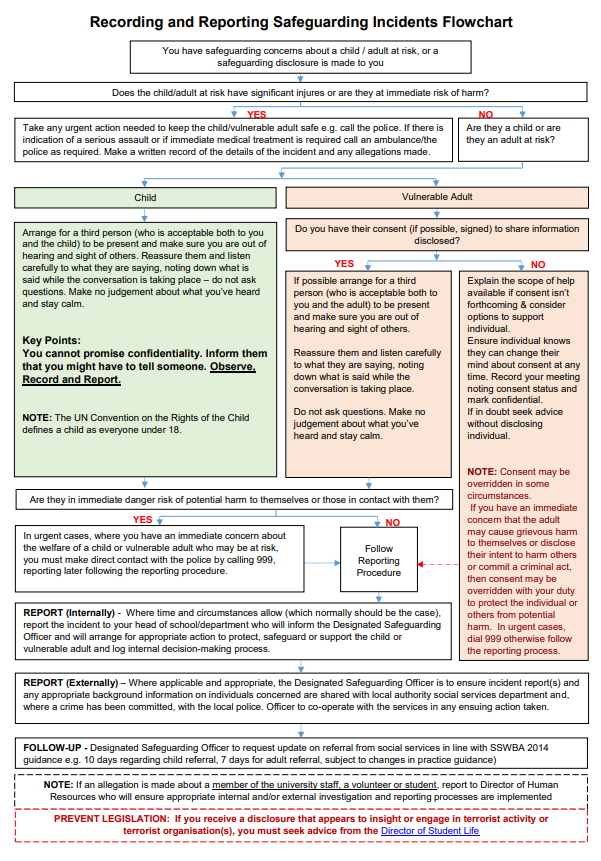 Recording and Reporting Safeguarding Incidents Flowchart
You have safeguarding concerns about a child / adult at risk, or a
safeguarding disclosure is made to you
Does the child/adult at risk have significant injures or are they at immediate risk of harm?
YES
NO
Take any urgent action needed to keep the child/vulnerable adult safe e.g. call the police. If there is
indication of a serious assault or if immediate medical treatment is required call an ambulance/the
police as required. Make a written record of the details of the incident and any allegations made.
Are they a child or are
they an adult at risk?
Child
Vulnerable Adult
Arrange for a third person (who is acceptable both to you
and the child) to be present and make sure you are out of
hearing and sight of others. Reassure them and listen
carefully to what they are saying, noting down what is
said while the conversation is taking place – do not ask
questions. Make no judgement about what you've heard
and stay calm.
Key Points:
You cannot promise confidentiality. Inform them
that you might have to tell someone. Observe,
Record and Report.
NOTE: The UN Convention on the Rights of the Child
defines a child as everyone under 18.
Do you have their consent (if possible, signed) to share information
disclosed?
YES
NO
If possible arrange for a third
person (who is acceptable both to
you and the adult) to be present
and make sure you are out of
hearing and sight of others.
Reassure them and listen carefully
to what they are saying, noting
down what is said while the
conversation is taking place.
Do not ask questions. Make no
judgement about what you've
heard and stay calm.
Explain the scope of help
available if consent isn't
forthcoming & consider
options to support
individual.
Ensure individual knows
they can change their
mind about consent at any
time. Record your meeting
noting consent status and
mark confidential.
If in doubt seek advice
without disclosing
individual.
NOTE: Consent may be
overridden in some
circumstances.
If you have an immediate
concern that the adult
may cause grievous harm
to themselves or disclose
their intent to harm others
or commit a criminal act,
then consent may be
overridden with your duty
to protect the individual or
others from potential
harm. In urgent cases,
dial 999 otherwise follow
the reporting process.
Are they in immediate danger risk of potential harm to themselves or those in contact with them?
YES
NO
In urgent cases, where you have an immediate concern about
the welfare of a child or vulnerable adult who may be at risk,
you must make direct contact with the police by calling 999,
reporting later following the reporting procedure.
Follow
Reporting
Procedure
REPORT (Internally) - Where time and circumstances allow (which normally should be the case),
report the incident to your head of school/department who will inform the Designated Safeguarding
Officer and will arrange for appropriate action to protect, safeguard or support the child or
vulnerable adult and log internal decision-making process.
REPORT (Externally) – Where applicable and appropriate, the Designated Safeguarding Officer is to ensure incident report(s) and
any appropriate background information on individuals concerned are shared with local authority social services department and,
where a crime has been committed, with the local police. Officer to co-operate with the services in any ensuing action taken.
FOLLOW-UP - Designated Safeguarding Officer to request update on referral from social services in line with SSWBA 2014
guidance e.g. 10 days regarding child referral, 7 days for adult referral, subject to changes in practice guidance)
NOTE: If an allegation is made about a member of the university staff, a volunteer or student, report to Director of Human
Resources who will ensure appropriate internal and/or external investigation and reporting processes are implemented
PREVENT LEGISLATION: If you receive a disclosure that appears to insight or engage in terrorist activity or
terrorist organisation(s), you must seek advice from the Director of Student Life